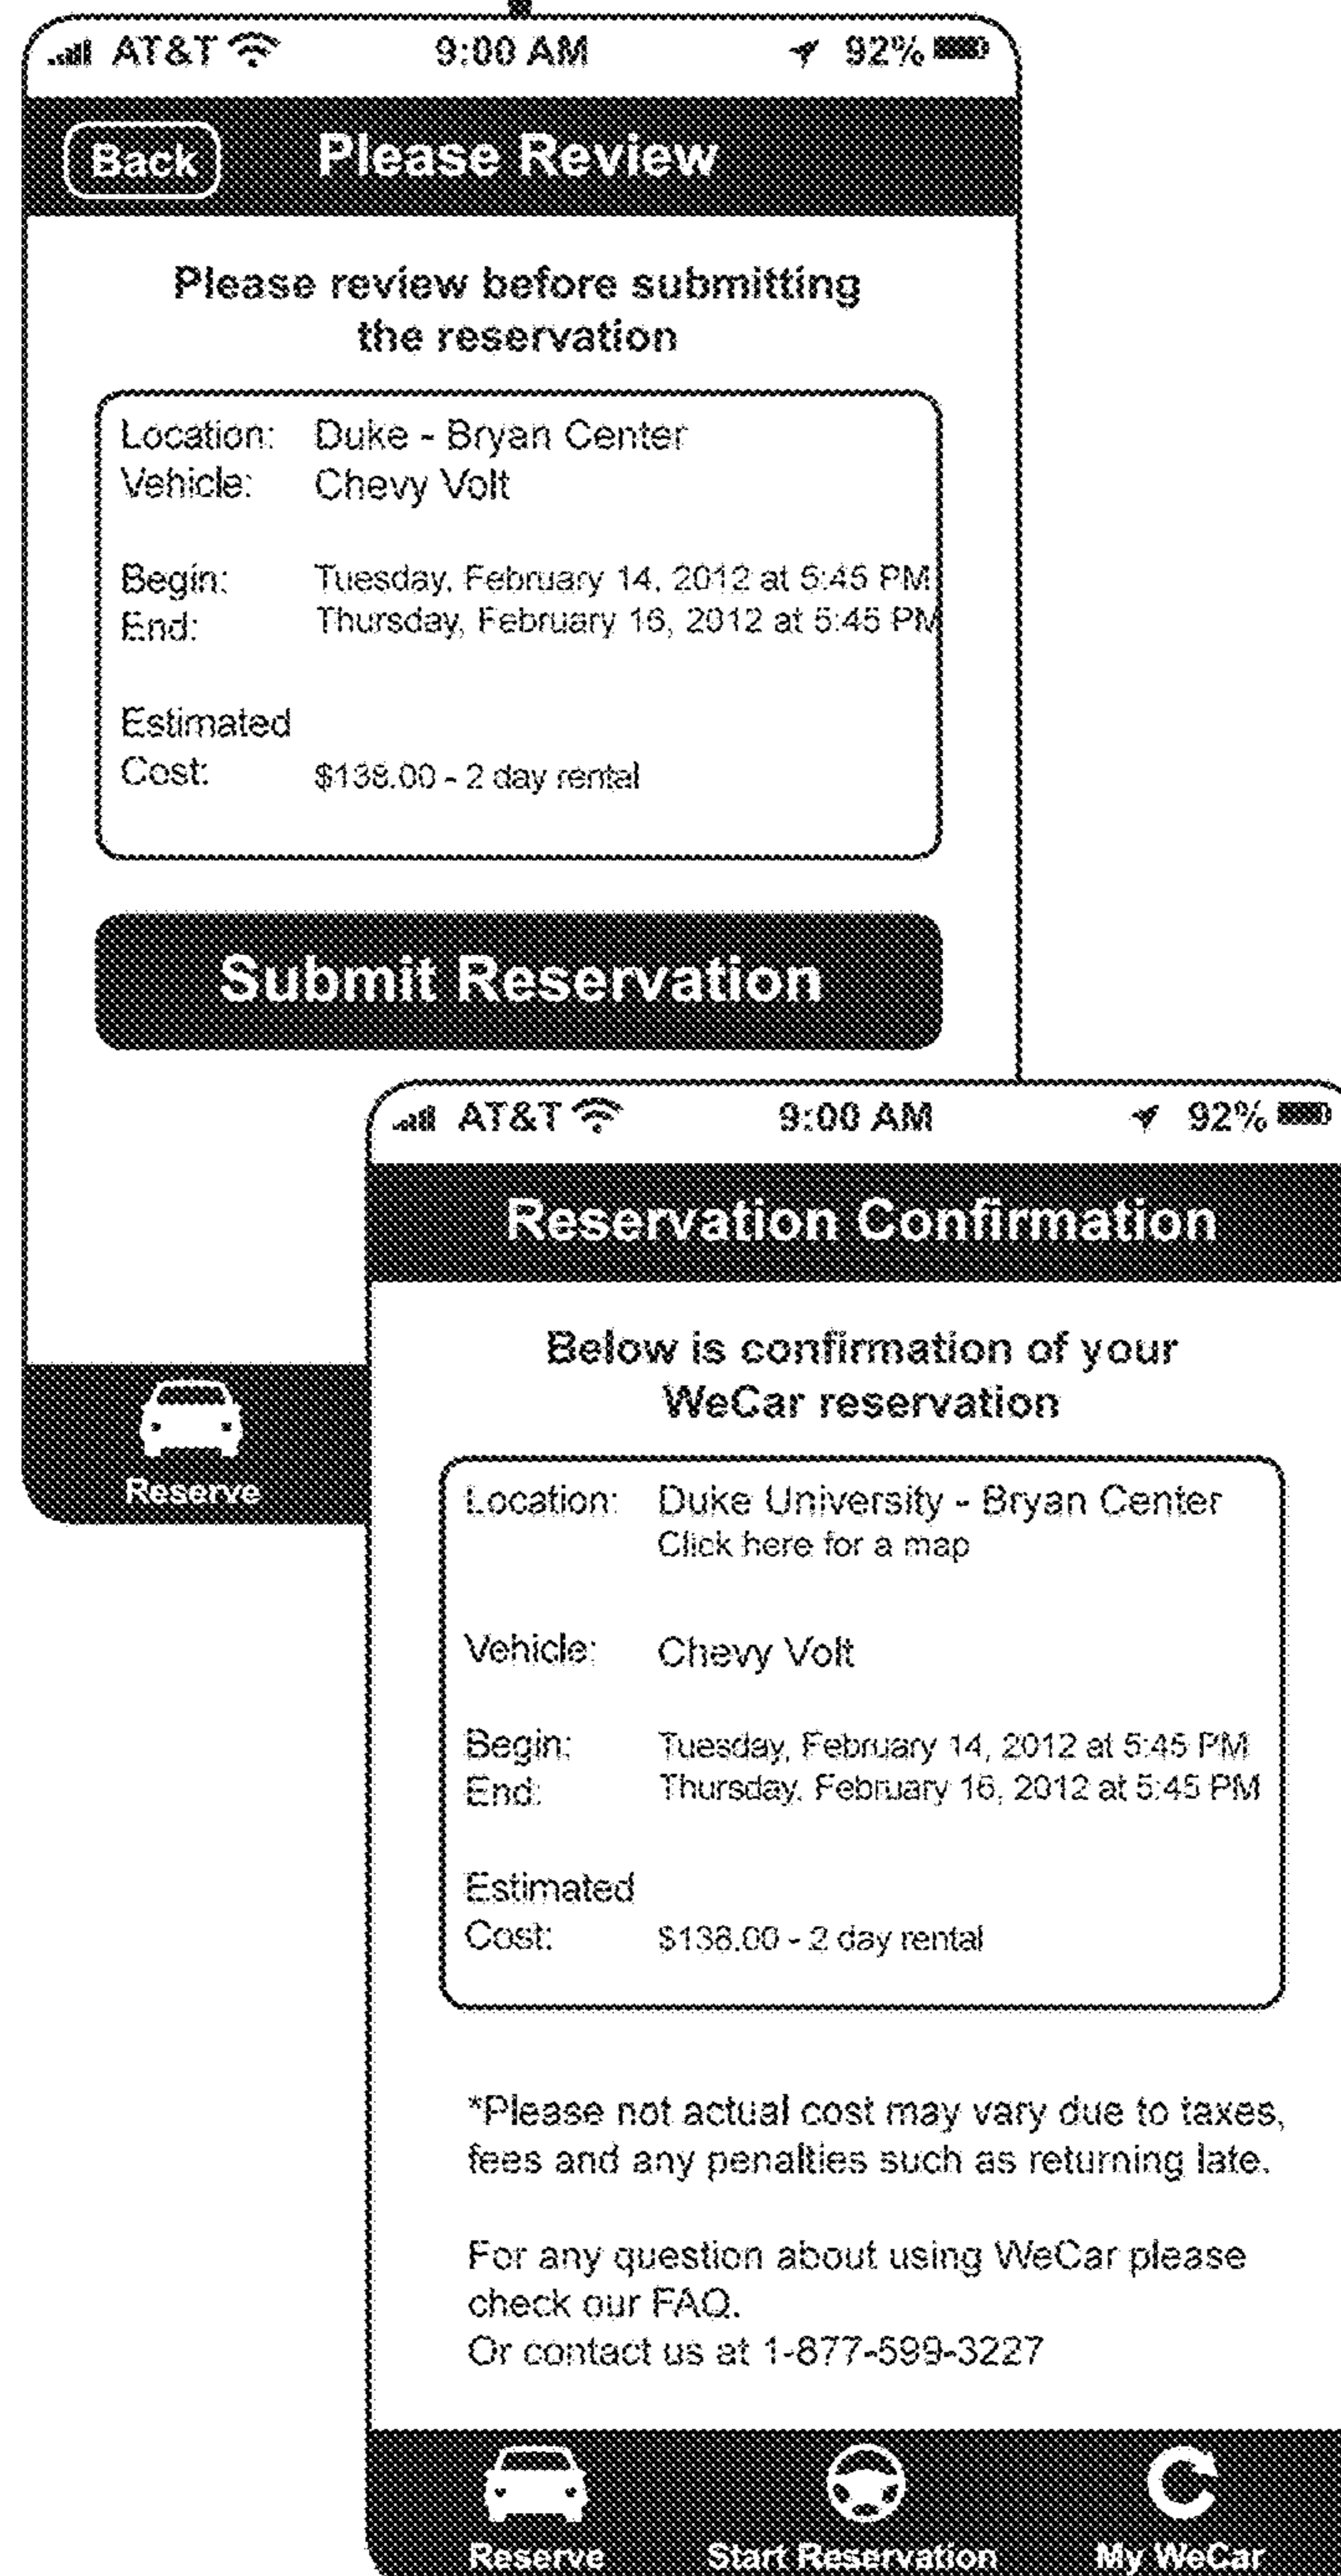 AT&T 9:00 AM 92%
Back Please Review
Please review before submitting
the reservation
Location: Duke - Bryan Center
Vehicle: Chevy Volt
Begin: Tuesday, February 14, 2012 at 5:45 PM
End: Thursday, February 16, 2012 at 5:45 PM
Estimated
Cost: $138.00 - 2 day rental
Submit Reservation
Reserve
AT&T 9:00 AM 92%
Reservation Confirmation
Below is confirmation of your
WeCar reservation
Location: Duke University - Bryan Center
Click here for a map
Vehicle: Chevy Volt
Begin: Tuesday, February 14, 2012 at 5:45 PM
End: Thursday, February 16, 2012 at 5:45 PM
Estimated
Cost: $138.00 - 2 day rental
*Please not actual cost may vary due to taxes,
fees and any penalties such as returning late.
For any question about using WeCar please
check our FAQ.
Or contact us at 1-877-599-3227
Reserve Start Reservation My WeCar